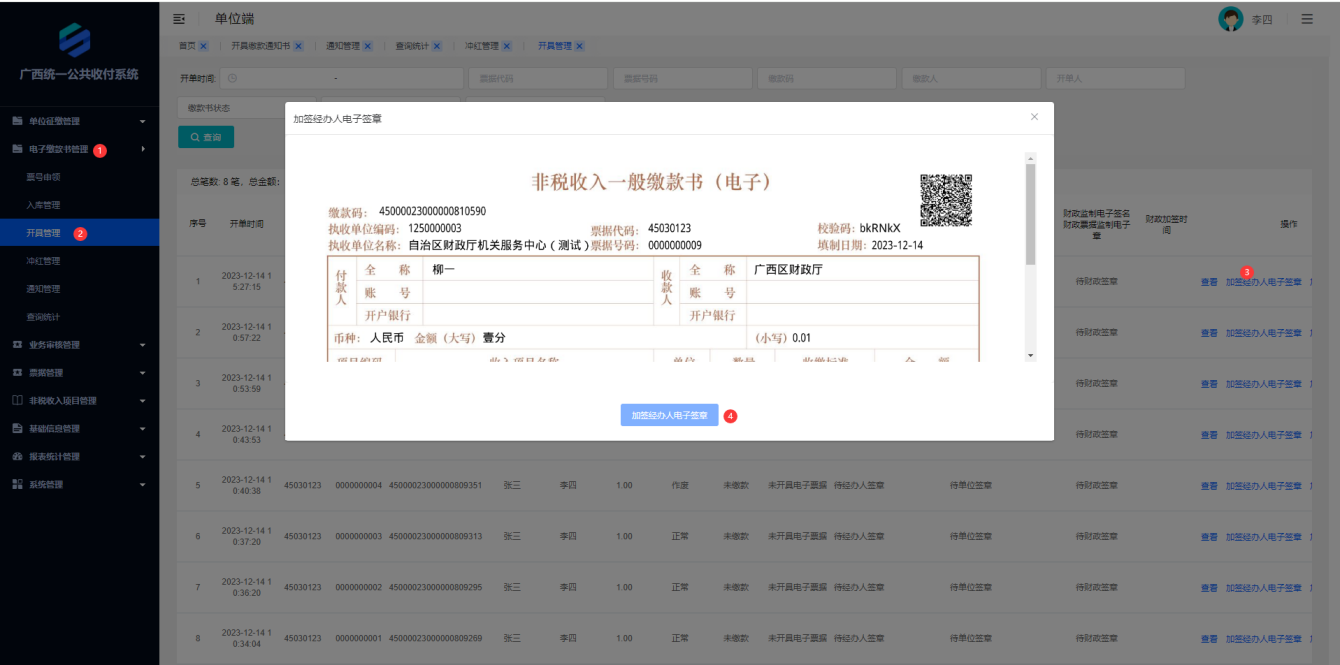 单位端
李四
广西统一公共收付系统
首页
开具缴款通知书
通知管理
查询统计
冲红管理
开具管理
开单时间:
-
票据代码
票据号码
缴款码
缴款人
开单人
缴款书状态
查询
单位征缴管理
电子缴款书管理
1
票号申领
入库管理
开具管理
2
冲红管理
通知管理
查询统计
业务审核管理
票据管理
非税收入项目管理
基础信息管理
报表统计管理
系统管理
总笔数: 8 笔, 总金额:
序号
开单时间
财政监制电子签名
财政票据监制电子
章
财政加签时
间
操作
加签经办人电子签章
非税收入一般缴款书（电子）
缴款码: 45000023000000810590
执收单位编码: 1250000003
票据代码: 45030123
校验码: bkRNkX
执收单位名称: 自治区财政厅机关服务中心（测试）
票据号码: 0000000009
填制日期: 2023-12-14
付款人
全 称
柳一
收款人
全 称
广西区财政厅
账 号
账 号
开户银行
开户银行
币种: 人民币 金额（大写）壹分
（小写）0.01
项目编码
收入项目名称
单位
数量
收缴标准
金 额
加签经办人电子签章
4
3
1
2023-12-14 1
5:27:15
待财政签章
查看
加签经办人电子签章
2
2023-12-14 1
0:57:22
待财政签章
查看
加签经办人电子签章
3
2023-12-14 1
0:53:59
待财政签章
查看
加签经办人电子签章
4
2023-12-14 1
0:43:53
待财政签章
查看
加签经办人电子签章
5
2023-12-14 1
0:40:38
45030123 0000000004 45000023000000809351 张三 李四 1.00 作废 未缴款 未开具电子票据 待经办人签章 待单位签章 待财政签章 查看 加签经办人电子签章
6
2023-12-14 1
0:37:20
45030123 0000000003 45000023000000809313 张三 李四 1.00 正常 未缴款 未开具电子票据 待经办人签章 待单位签章 待财政签章 查看 加签经办人电子签章
7
2023-12-14 1
0:36:20
45030123 0000000002 45000023000000809295 张三 李四 1.00 正常 未缴款 未开具电子票据 待经办人签章 待单位签章 待财政签章 查看 加签经办人电子签章
8
2023-12-14 1
0:34:04
45030123 0000000001 45000023000000809269 张三 李四 1.00 正常 未缴款 未开具电子票据 待经办人签章 待单位签章 待财政签章 查看 加签经办人电子签章